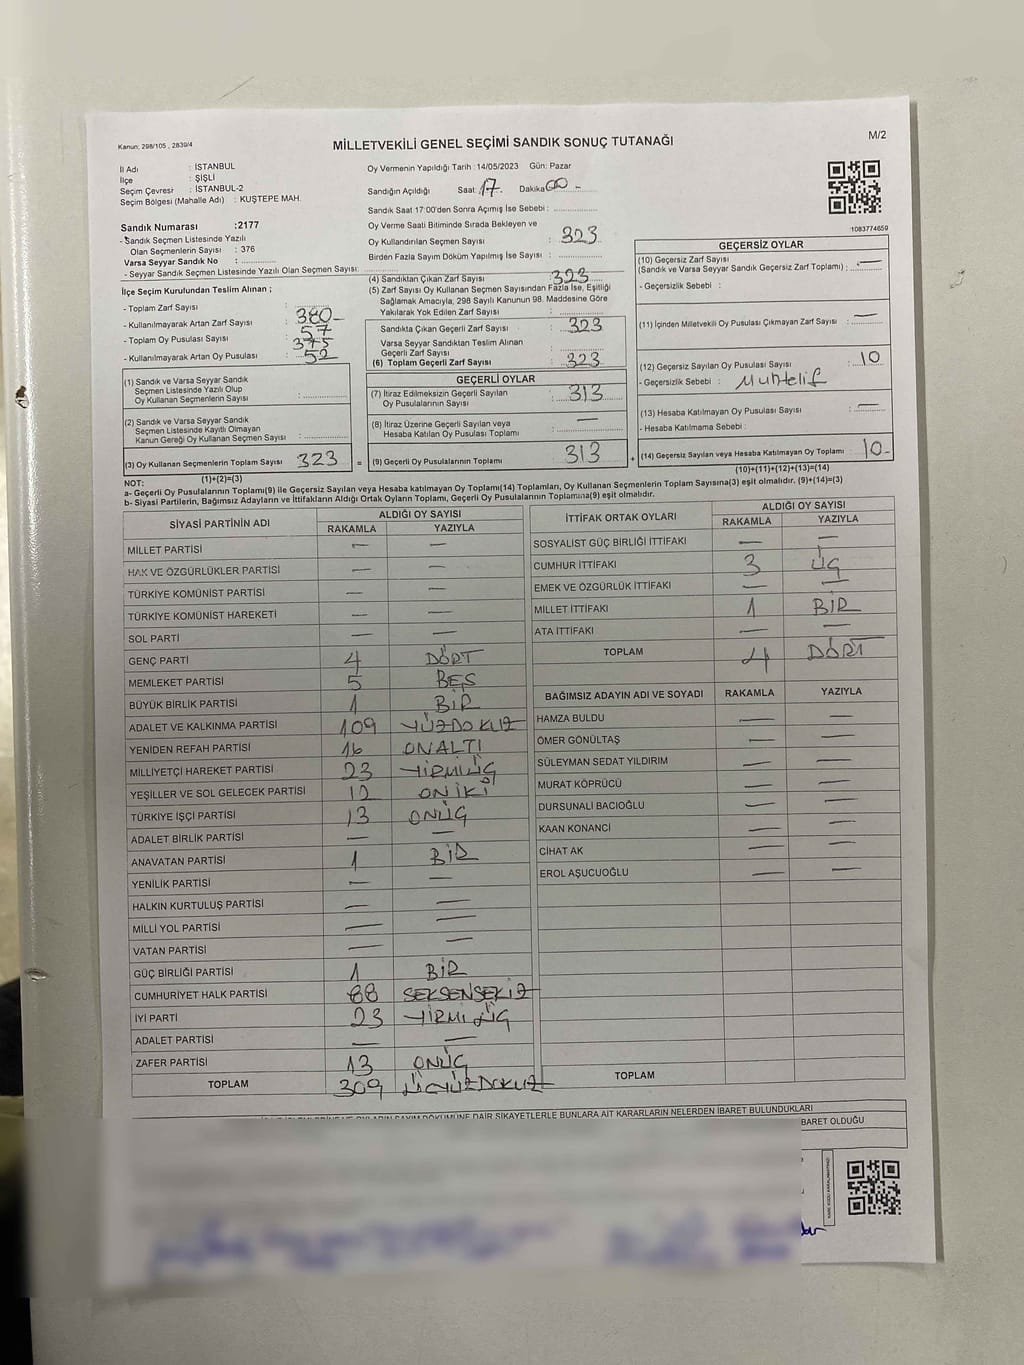 Kanun; 298/105 , 2839/4
MİLLETVEKİLİ GENEL SEÇİMİ SANDIK SONUÇ TUTANAĞI
M/2
İl Adı : İSTANBUL
İlçe : ŞİŞLİ
Seçim Çevresi : İSTANBUL-2
Seçim Bölgesi (Mahalle Adı) : KUŞTEPE MAH.
Oy Vermenin Yapıldığı Tarih : 14/05/2023 Gün: Pazar
Sandığın Açıldığı Saat 17. Dakika 00 -
Sandık Saat 17:00'den Sonra Açımış İse Sebebi : ..................
Sandık Numarası :2177
- Sandık Seçmen Listesinde Yazılı
Olan Seçmenlerin Sayısı : 376
Varsa Seyyar Sandık No : ..................
- Seyyar Sandık Seçmen Listesinde Yazılı Olan Seçmen Sayısı: ..................
Oy Verme Saati Bitiminde Sırada Bekleyen ve
Oy Kullandırılan Seçmen Sayısı : 323
Birden Fazla Sayım Döküm Yapılmış İse Sayısı : ..................
1083774659
İlçe Seçim Kurulundan Teslim Alınan ;
- Toplam Zarf Sayısı : 380-
- Kullanılmayarak Artan Zarf Sayısı : 57
- Toplam Oy Pusulası Sayısı : 375
- Kullanılmayarak Artan Oy Pusulası : 52
(1) Sandık ve Varsa Seyyar Sandık
Seçmen Listesinde Yazılı Olup
Oy Kullanan Seçmenlerin Sayısı : ..................
(2) Sandık ve Varsa Seyyar Sandık
Seçmen Listesinde Kayıtlı Olmayan
Kanun Gereği Oy Kullanan Seçmen Sayısı : ..................
(3) Oy Kullanan Seçmenlerin Toplam Sayısı 323 =
(4) Sandıktan Çıkan Zarf Sayısı : 323
(5) Zarf Sayısı Oy Kullanan Seçmen Sayısından Fazla İse, Eşitliği
Sağlamak Amacıyla, 298 Sayılı Kanunun 98. Maddesine Göre
Yakılarak Yok Edilen Zarf Sayısı : ..................
Sandıkta Çıkan Geçerli Zarf Sayısı : 323
Varsa Seyyar Sandıktan Teslim Alınan
Geçerli Zarf Sayısı : ..................
(6) Toplam Geçerli Zarf Sayısı : 323
GEÇERLİ OYLAR
(7) İtiraz Edilmeksizin Geçerli Sayılan
Oy Pusulalarının Sayısı : 313
(8) İtiraz Üzerine Geçerli Sayılan veya
Hesaba Katılan Oy Pusulası Toplamı : —
(9) Geçerli Oy Pusulalarının Toplamı 313 +
GEÇERSİZ OYLAR
(10) Geçersiz Zarf Sayısı
(Sandık ve Varsa Seyyar Sandık Geçersiz Zarf Toplamı) : —
- Geçersizlik Sebebi :
(11) İçinden Milletvekili Oy Pusulası Çıkmayan Zarf Sayısı : —
(12) Geçersiz Sayılan Oy Pusulası Sayısı : 10
- Geçersizlik Sebebi : Muhtelif
(13) Hesaba Katılmayan Oy Pusulası Sayısı : —
- Hesaba Katılmama Sebebi :
(14) Geçersiz Sayılan veya Hesaba Katılmayan Oy Toplamı : 10-
(1)+(2)=(3)
(10)+(11)+(12)+(13)=(14)
NOT:
a- Geçerli Oy Pusulalarının Toplamı(9) ile Geçersiz Sayılan veya Hesaba Katılmayan Oy Toplamı(14) Toplamları, Oy Kullanan Seçmenlerin Toplam Sayısına(3) eşit olmalıdır. (9)+(14)=(3)
b- Siyasi Partilerin, Bağımsız Adayların ve İttifakların Aldığı Ortak Oyların Toplamı, Geçerli Oy Pusulalarının Toplamına(9) eşit olmalıdır.
SİYASİ PARTİNİN ADI ALDIĞI OY SAYISI
RAKAMLA YAZIYLA
MİLLET PARTİSİ — —
HAK VE ÖZGÜRLÜKLER PARTİSİ — —
TÜRKİYE KOMÜNİST PARTİSİ — —
TÜRKİYE KOMÜNİST HAREKETİ — —
SOL PARTİ — —
GENÇ PARTİ 4 DÖRT
MEMLEKET PARTİSİ 5 BEŞ
BÜYÜK BİRLİK PARTİSİ 1 BİR
ADALET VE KALKINMA PARTİSİ 109 YÜZDOKUZ
YENİDEN REFAH PARTİSİ 16 ONALTI
MİLLİYETÇİ HAREKET PARTİSİ 23 YİRMİÜÇ
YEŞİLLER VE SOL GELECEK PARTİSİ 12 ONİKİ
TÜRKİYE İŞÇİ PARTİSİ 13 ONÜÇ
ADALET BİRLİK PARTİSİ — —
ANAVATAN PARTİSİ 1 BİR
YENİLİK PARTİSİ — —
HALKIN KURTULUŞ PARTİSİ — —
MİLLİ YOL PARTİSİ — —
VATAN PARTİSİ — —
GÜÇ BİRLİĞİ PARTİSİ 1 BİR
CUMHURİYET HALK PARTİSİ 88 SEKSENSEKİZ
İYİ PARTİ 23 YİRMİ ÜÇ
ADALET PARTİSİ — —
ZAFER PARTİSİ 13 ONÜÇ
TOPLAM 309 ÜÇYÜZDOKUZ
İTTİFAK ORTAK OYLARI ALDIĞI OY SAYISI
RAKAMLA YAZIYLA
SOSYALİST GÜÇ BİRLİĞİ İTTİFAKI — —
CUMHUR İTTİFAKI 3 ÜÇ
EMEK VE ÖZGÜRLÜK İTTİFAKI — —
MİLLET İTTİFAKI 1 BİR
ATA İTTİFAKI — —
TOPLAM 4 DÖRT
BAĞIMSIZ ADAYIN ADI VE SOYADI RAKAMLA YAZIYLA
HAMZA BULDU — —
ÖMER GÖNÜLTAŞ — —
SÜLEYMAN SEDAT YILDIRIM — —
MURAT KÖPRÜCÜ — —
DURSUNALİ BACIOĞLU — —
KAAN KONANCİ — —
CİHAT AK — —
EROL AŞUCUOĞLU — —
TOPLAM
DÖKÜMÜNE DAİR ŞİKAYETLERLE BUNLARA AİT KARARLARIN NELERDEN İBARET BULUNDUKLARI
BARET OLDUĞU